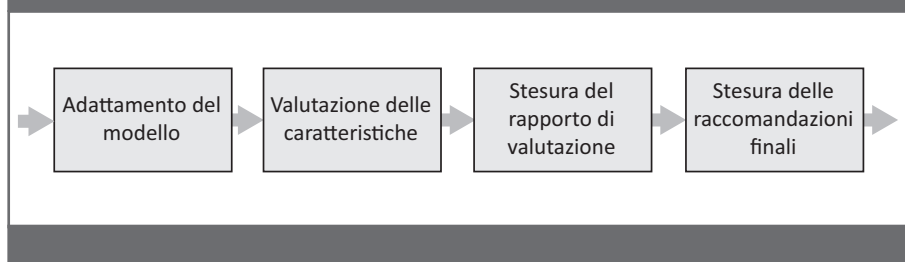 Adattamento del
modello
Valutazione delle
caratteristiche
Stesura del
rapporto di
valutazione
Stesura delle
raccomandazioni
finali